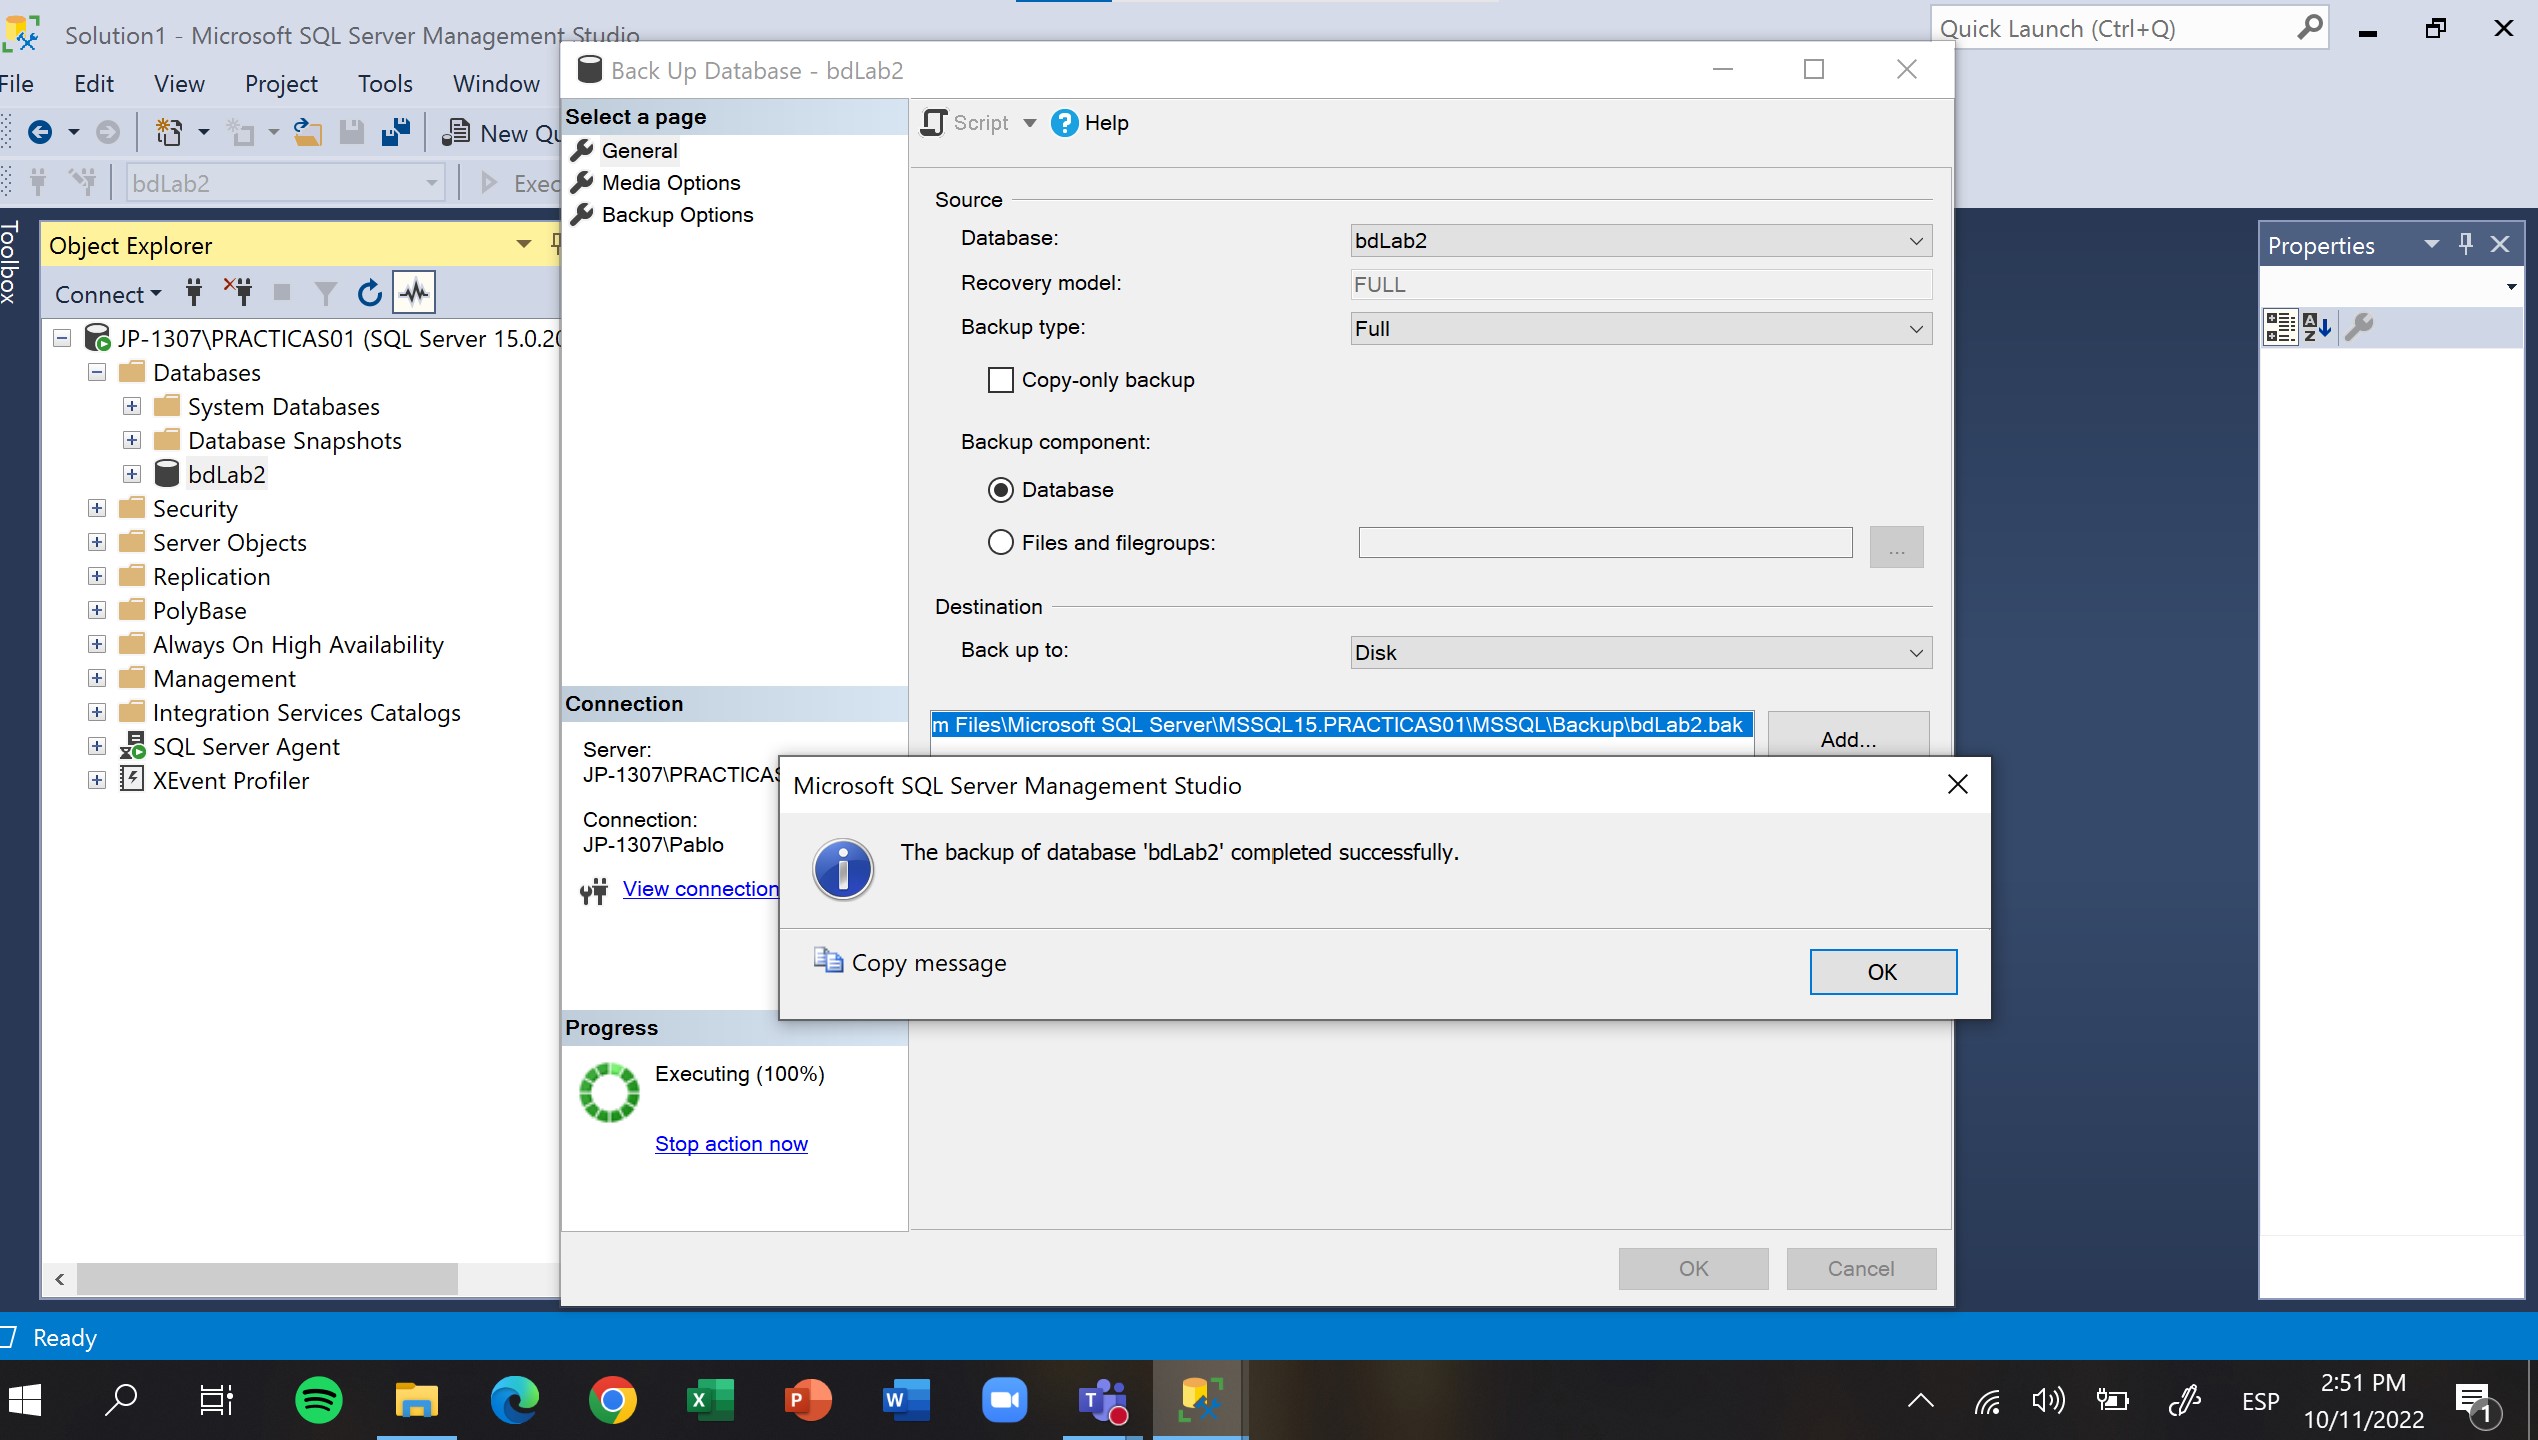 Solution1 - Microsoft SQL Server Management Studio
Quick Launch (Ctrl+Q)
File Edit View Project Tools Window
New Qu
bdLab2
Exec
Toolbox
Object Explorer
Connect
JP-1307\PRACTICAS01 (SQL Server 15.0.20
Databases
System Databases
Database Snapshots
bdLab2
Security
Server Objects
Replication
PolyBase
Always On High Availability
Management
Integration Services Catalogs
SQL Server Agent
XEvent Profiler
Back Up Database - bdLab2
Select a page
General
Media Options
Backup Options
Connection
Server:
JP-1307\PRACTICAS
Connection:
JP-1307\Pablo
View connection
Progress
Executing (100%)
Stop action now
Script
Help
Source
Database: bdLab2
Recovery model: FULL
Backup type: Full
Copy-only backup
Backup component:
Database
Files and filegroups:
...
Destination
Back up to: Disk
m Files\Microsoft SQL Server\MSSQL15.PRACTICAS01\MSSQL\Backup\bdLab2.bak
Add...
Microsoft SQL Server Management Studio
The backup of database 'bdLab2' completed successfully.
Copy message
OK
OK Cancel
Properties
Ready
ESP
2:51 PM
10/11/2022
1